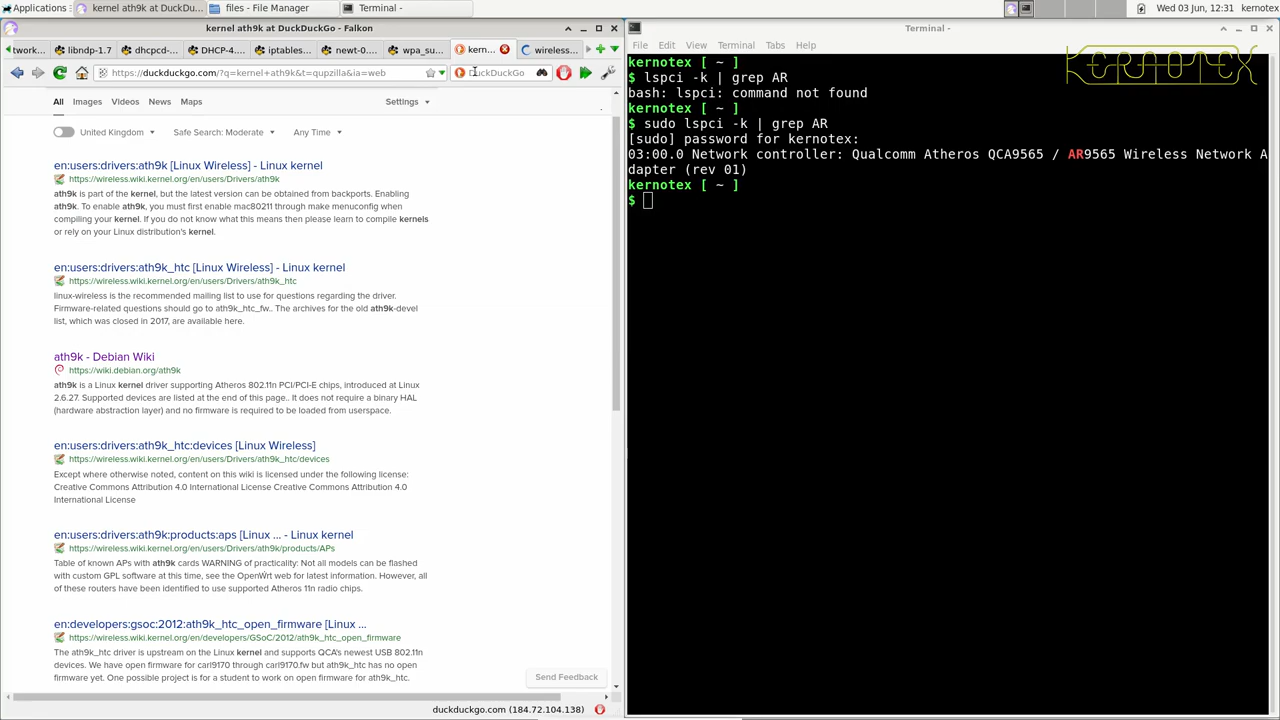 Applications
kernel ath9k at DuckDu...
files - File Manager
Terminal -
Wed 03 Jun, 12:31
kernotex
kernel ath9k at DuckDuckGo - Falkon
twork...
libndp-1.7
dhcpcd-...
DHCP-4....
iptables...
newt-0....
wpa_su...
kern...
wireless...
https://duckduckgo.com/?q=kernel+ath9k&t=qupzilla&ia=web
DuckDuckGo
All
Images
Videos
News
Maps
Settings
United Kingdom
Safe Search: Moderate
Any Time
en:users:drivers:ath9k [Linux Wireless] - Linux kernel
https://wireless.wiki.kernel.org/en/users/Drivers/ath9k
ath9k is part of the kernel, but the latest version can be obtained from backports. Enabling
ath9k. To enable ath9k, you must first enable mac80211 through make menuconfig when
compiling your kernel. If you do not know what this means then please learn to compile kernels
or rely on your Linux distribution's kernel.
en:users:drivers:ath9k_htc [Linux Wireless] - Linux kernel
https://wireless.wiki.kernel.org/en/users/Drivers/ath9k_htc
linux-wireless is the recommended mailing list to use for questions regarding the driver.
Firmware-related questions should go to ath9k_htc_fw.. The archives for the old ath9k-devel
list, which was closed in 2017, are available here.
ath9k - Debian Wiki
https://wiki.debian.org/ath9k
ath9k is a Linux kernel driver supporting Atheros 802.11n PCI/PCI-E chips, introduced at Linux
2.6.27. Supported devices are listed at the end of this page.. It does not require a binary HAL
(hardware abstraction layer) and no firmware is required to be loaded from userspace.
en:users:drivers:ath9k_htc:devices [Linux Wireless]
https://wireless.wiki.kernel.org/en/users/Drivers/ath9k_htc/devices
Except where otherwise noted, content on this wiki is licensed under the following license:
Creative Commons Attribution 4.0 International License Creative Commons Attribution 4.0
International License
en:users:drivers:ath9k:products:aps [Linux ... - Linux kernel
https://wireless.wiki.kernel.org/en/users/Drivers/ath9k/products/APs
Table of known APs with ath9k cards WARNING of practicality: Not all models can be flashed
with custom GPL software at this time, see the OpenWrt web for latest information. However, all
of these routers have been identified to use supported Atheros 11n radio chips.
en:developers:gsoc:2012:ath9k_htc_open_firmware [Linux ...
https://wireless.wiki.kernel.org/en/developers/GSoC/2012/ath9k_htc_open_firmware
The ath9k_htc driver is upstream on the Linux kernel and supports QCA's newest USB 802.11n
devices. We have open firmware for carl9170 through carl9170.fw but ath9k_htc has no open
firmware yet. One possible project is for a student to work on open firmware for ath9k_htc.
Send Feedback
duckduckgo.com (184.72.104.138)
Terminal -
File Edit View Terminal Tabs Help
KERNOTEX
kernotex [ ~ ]
$ lspci -k | grep AR
bash: lspci: command not found
kernotex [ ~ ]
$ sudo lspci -k | grep AR
[sudo] password for kernotex:
03:00.0 Network controller: Qualcomm Atheros QCA9565 / AR9565 Wireless Network A
dapter (rev 01)
kernotex [ ~ ]
$